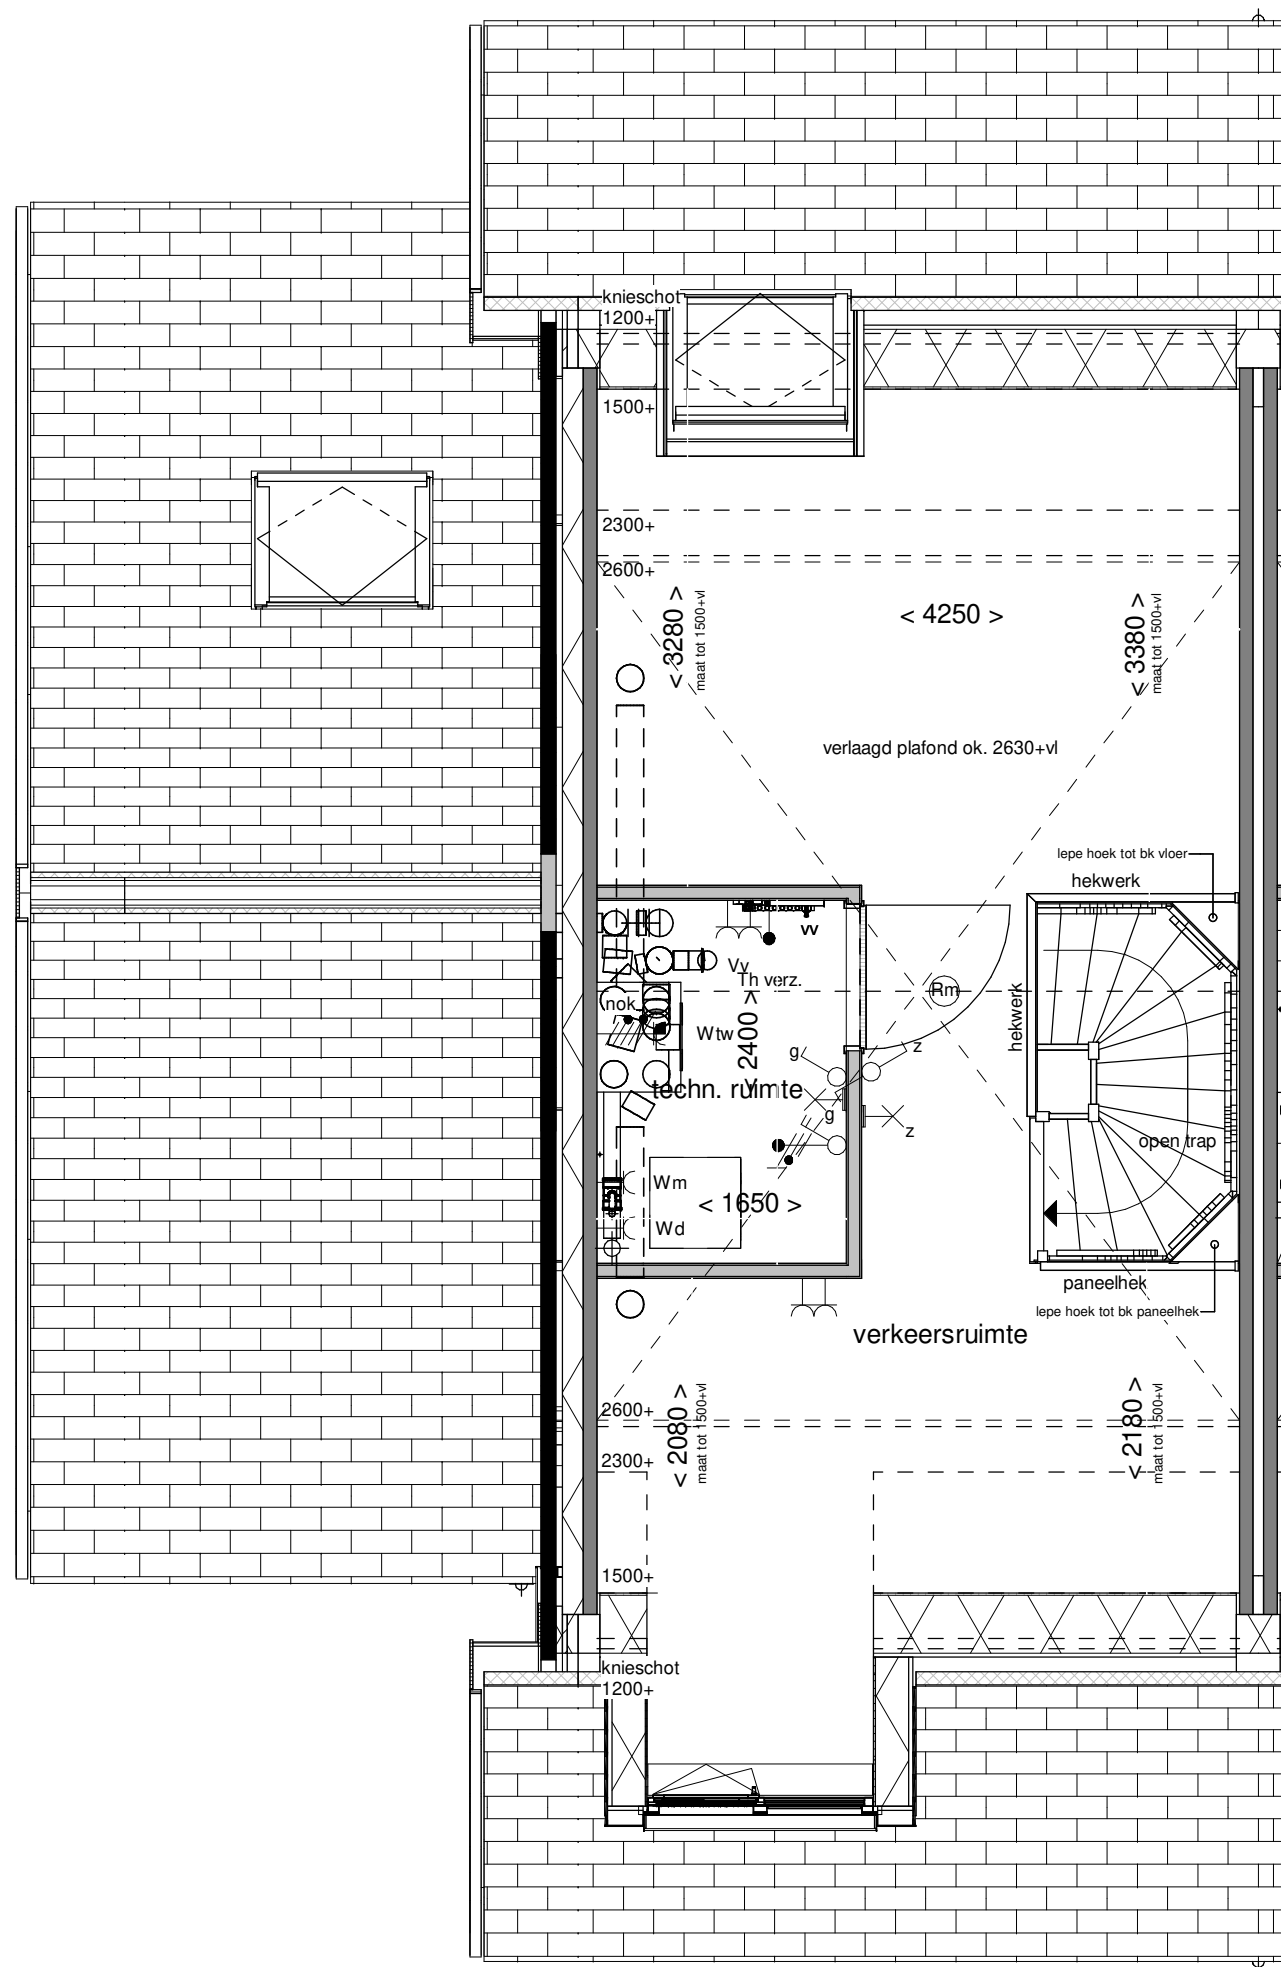 knieschot
1200+
1500+
2300+
2600+
< 3280 >
maat tot 1500+vl
< 4250 >
< 3380 >
maat tot 1500+vl
verlaagd plafond ok. 2630+vl
Iepe hoek tot bk vloer
hekwerk
vv
Vv
Th verz.
nok
Rm
hekwerk
Wtw
< 2400 >
g
z
techn. ruimte
g
z
open trap
Wm
< 1650 >
Wd
paneelhek
Iepe hoek tot bk paneelhek
verkeersruimte
2600+
< 2080 >
maat tot 1500+vl
< 2180 >
maat tot 1500+vl
2300+
1500+
knieschot
1200+